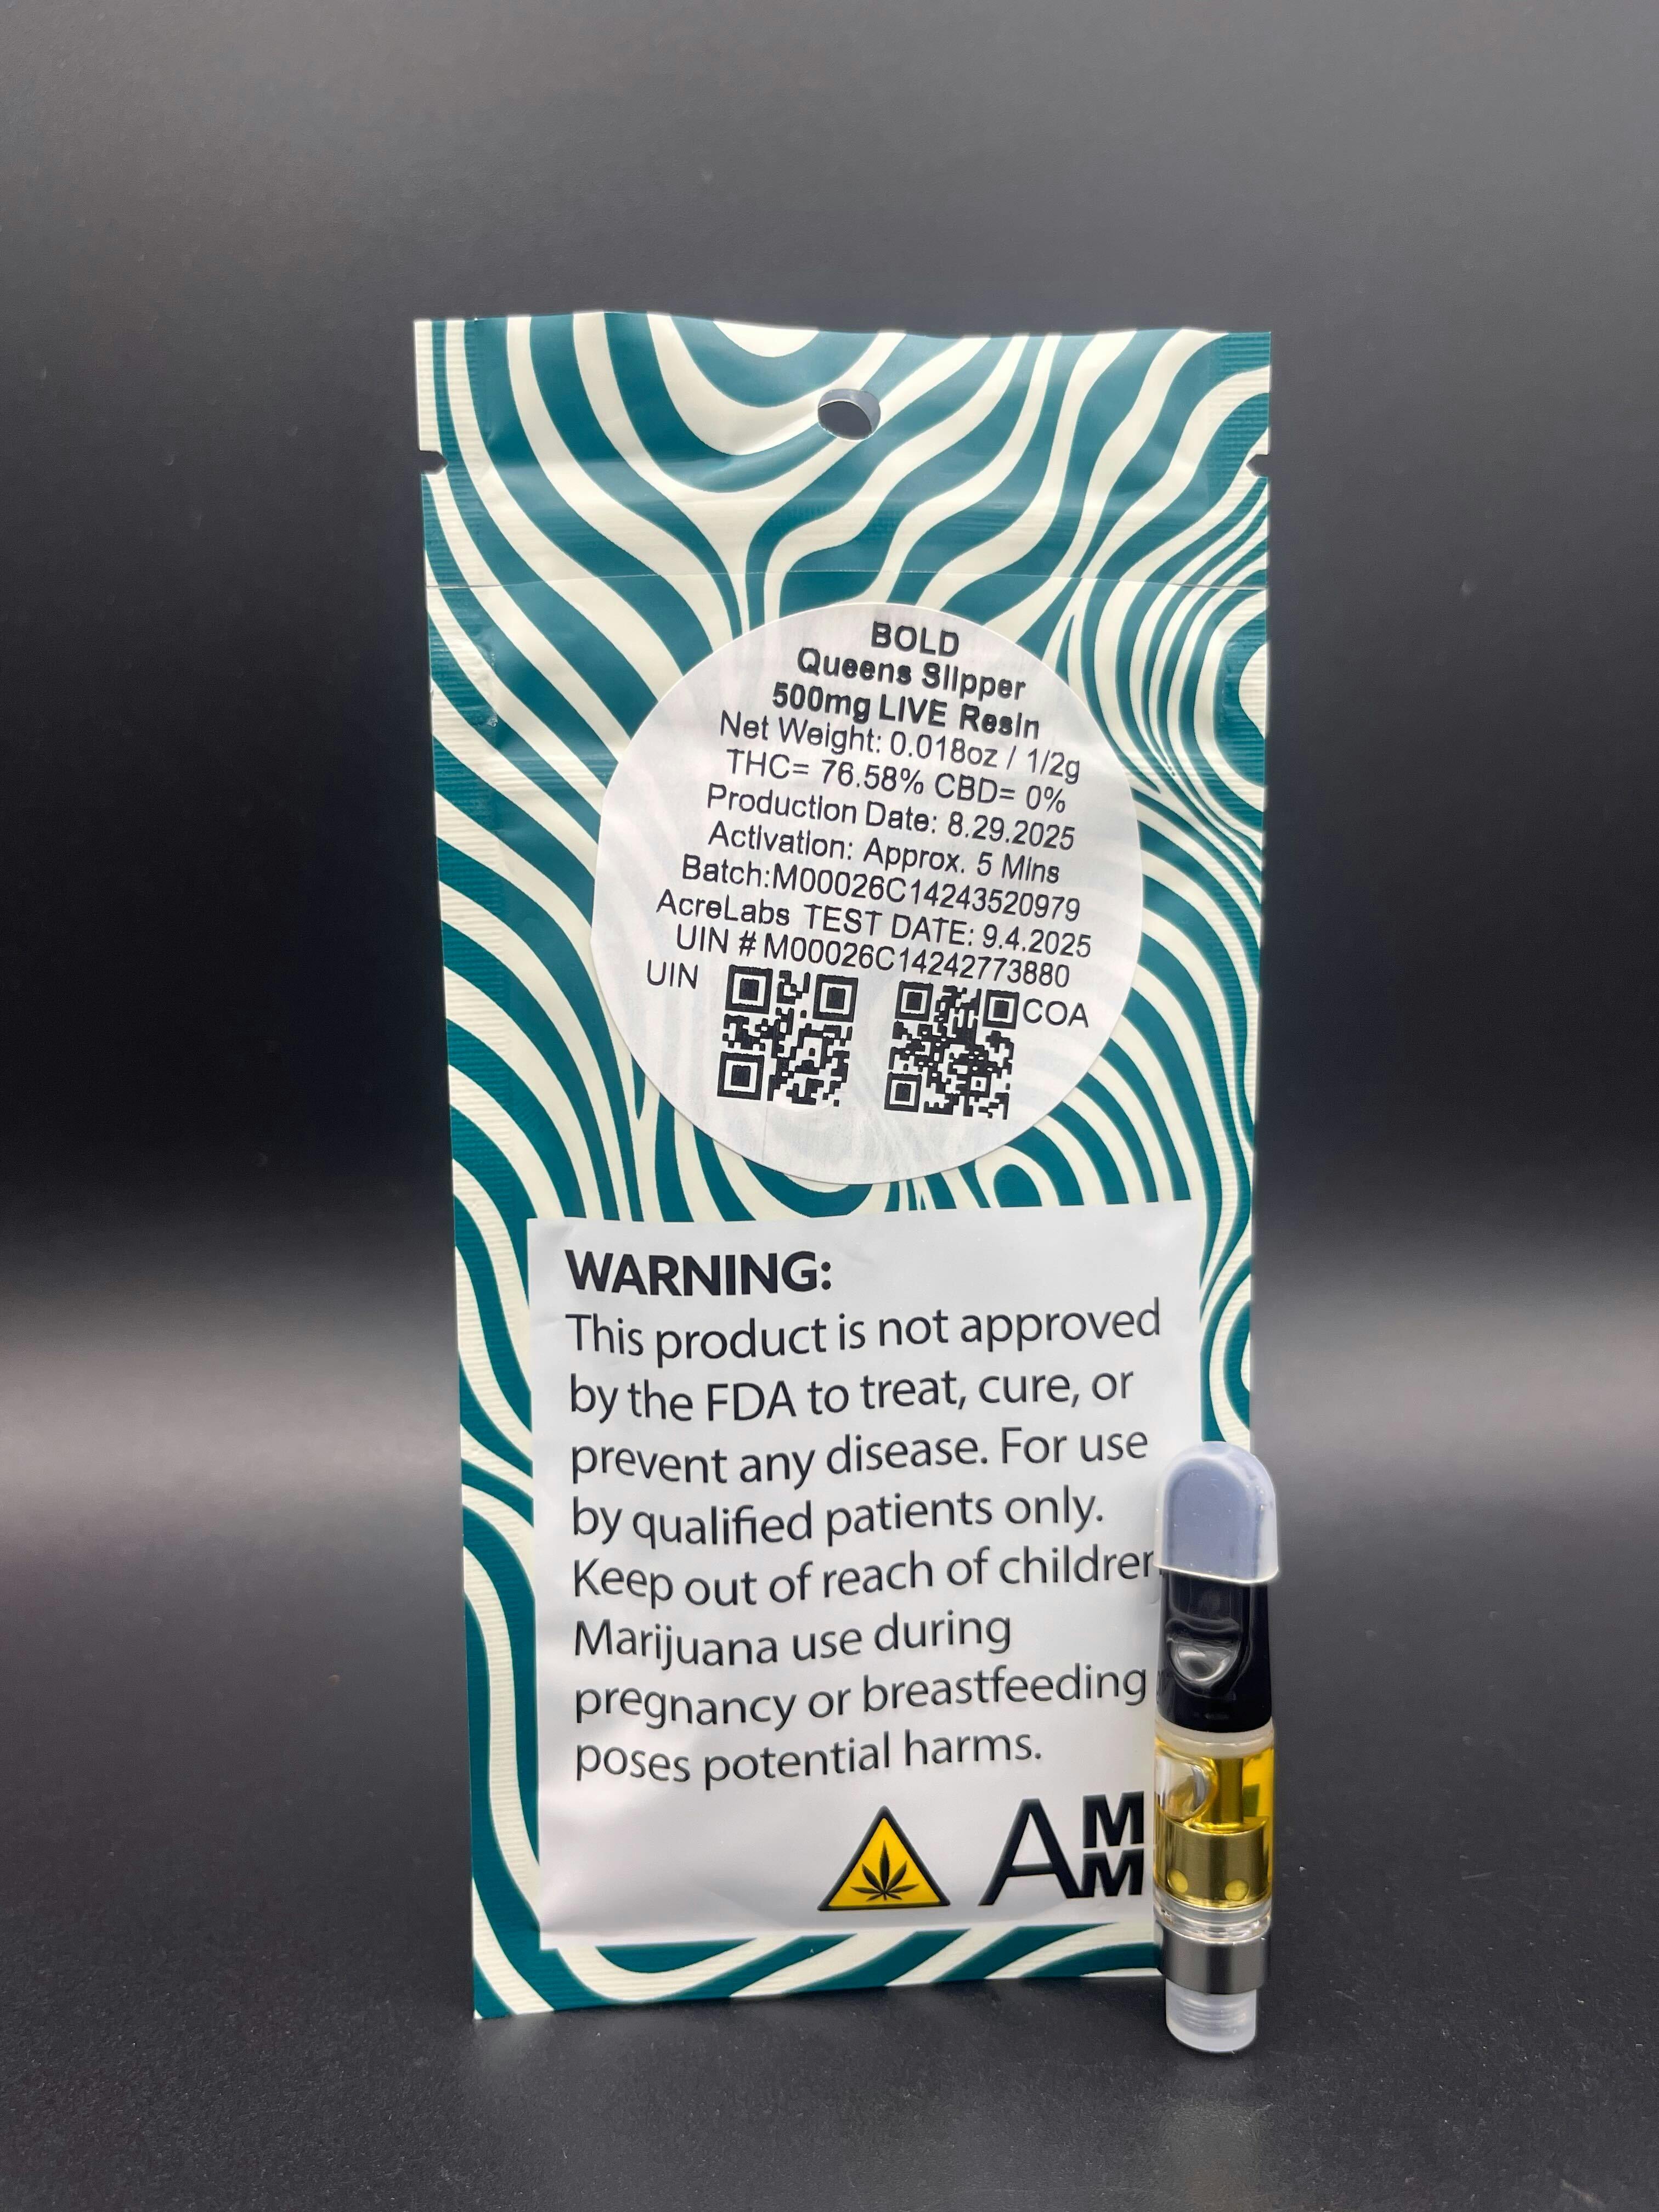 BOLD
Queens Slipper
500mg LIVE Resin
Net Weight: 0.018oz / 1/2g
THC= 76.58% CBD= 0%
Production Date: 8.29.2025
Activation: Approx. 5 Mins
Batch:M00026C14243520979
AcreLabs TEST DATE: 9.4.2025
UIN # M00026C14242773880
UIN COA
WARNING:
This product is not approved
by the FDA to treat, cure, or
prevent any disease. For use
by qualified patients only.
Keep out of reach of children
Marijuana use during
pregnancy or breastfeeding
poses potential harms.
AMM